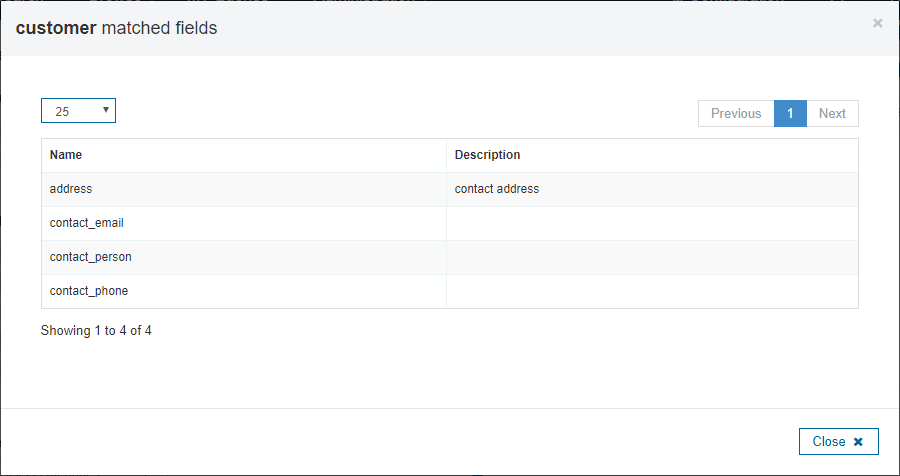 customer matched fields
25
Previous 1 Next
Name Description
address contact address
contact_email
contact_person
contact_phone
Showing 1 to 4 of 4
Close